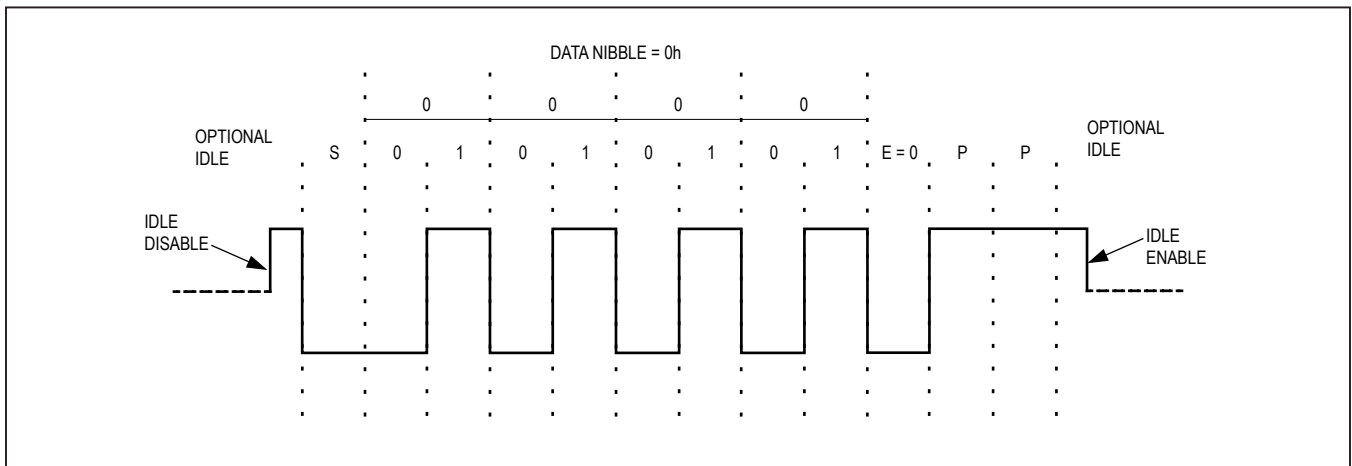 DATA NIBBLE = 0h
0 0 0 0
OPTIONAL
IDLE
S 0 1 0 1 0 1 0 1 E = 0 P P
OPTIONAL
IDLE
IDLE
DISABLE
IDLE
ENABLE